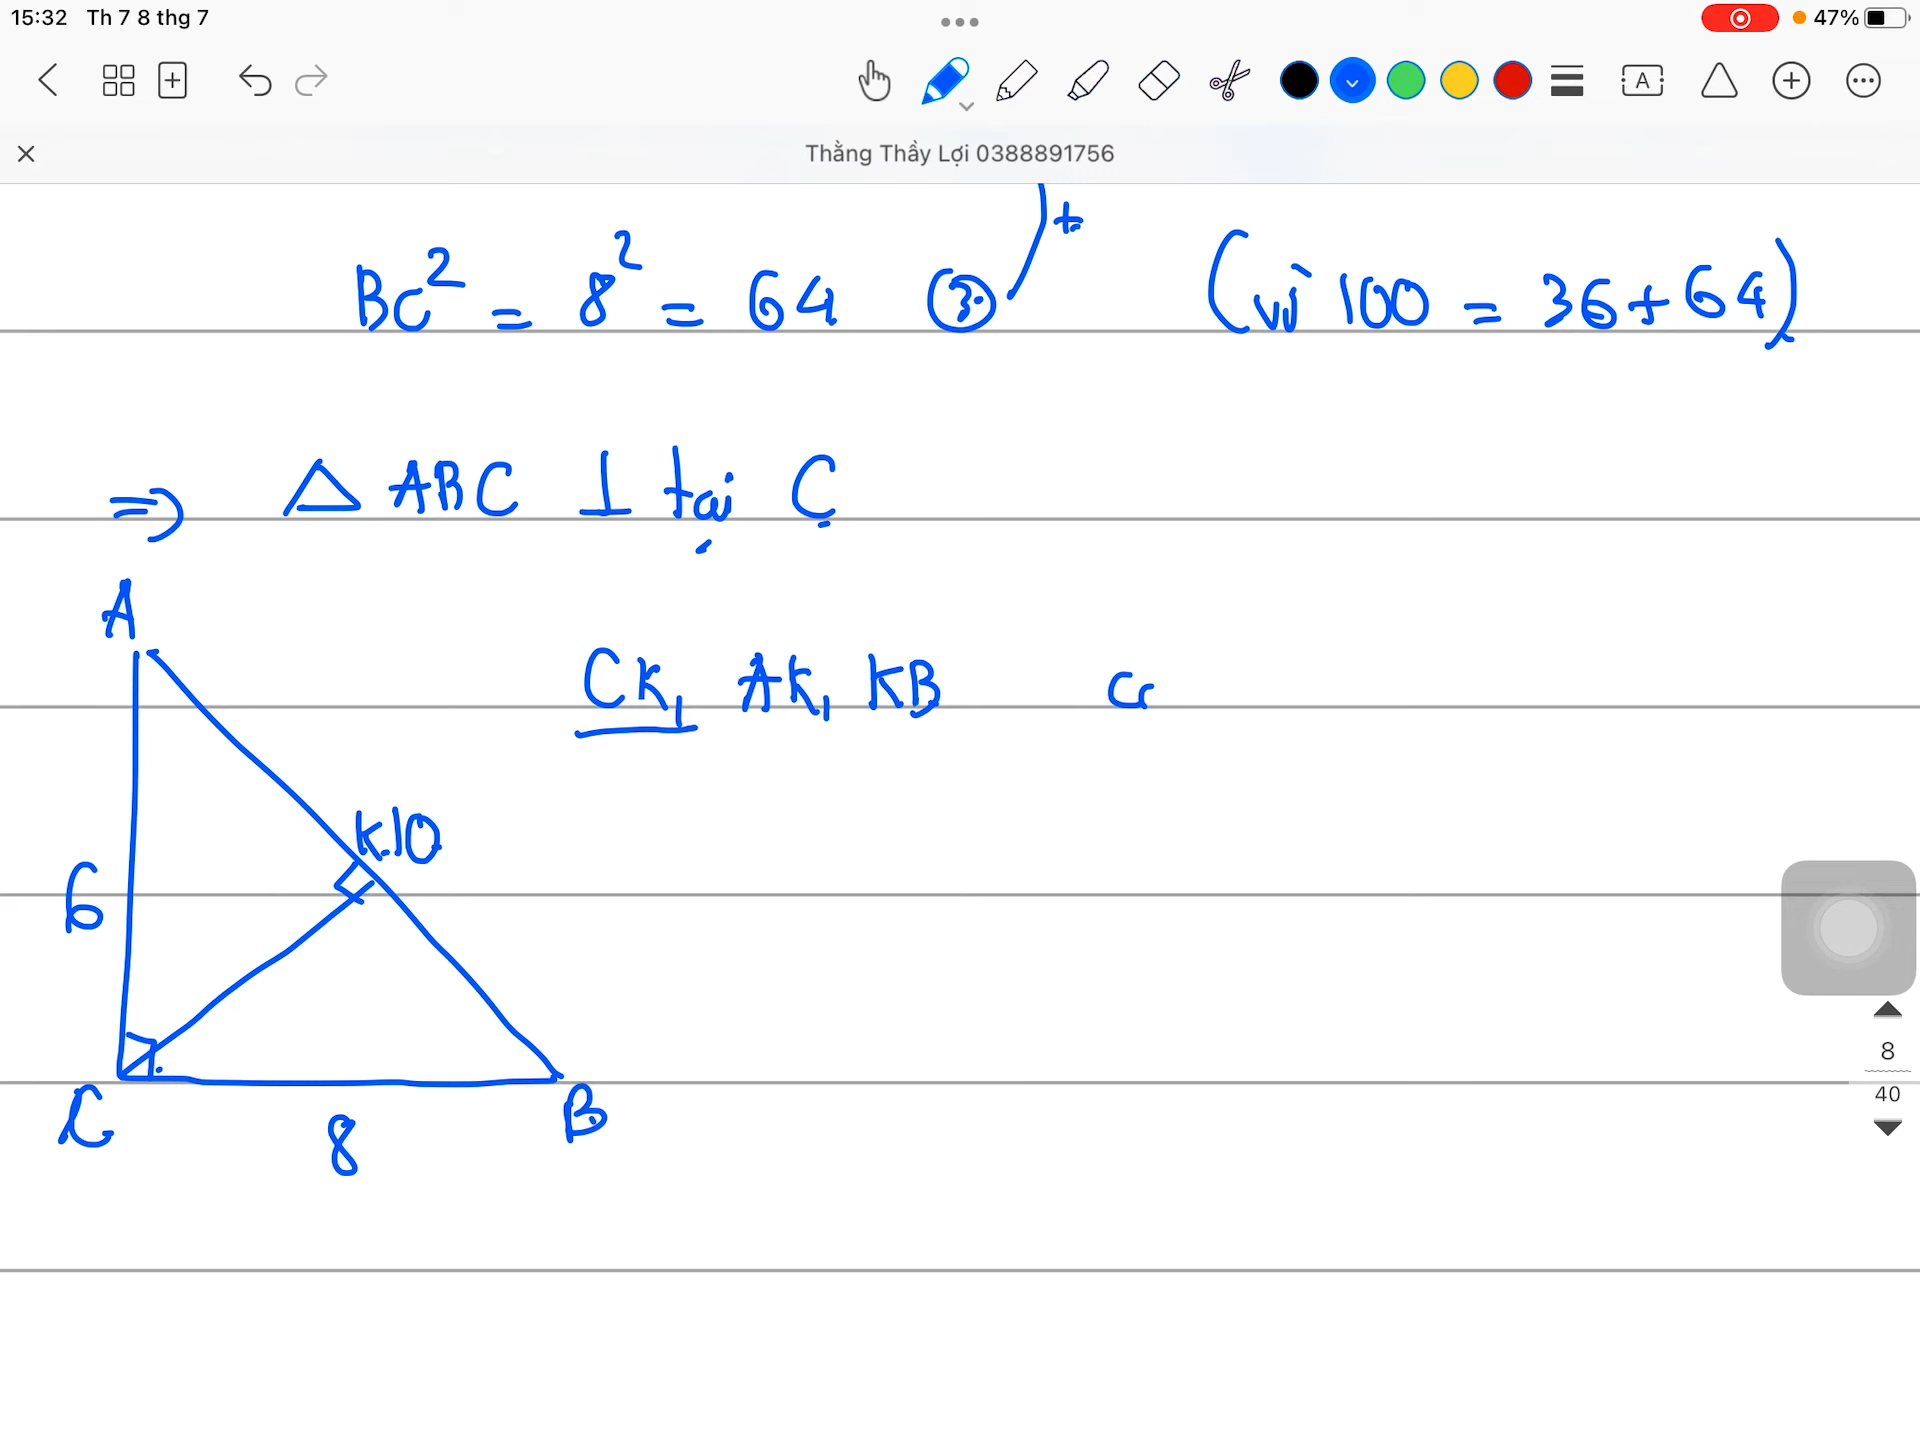 15:32 Th 7 8 thg 7 47%
A
Thằng Thầy Lợi 0388891756
BC² = 8² = 64 ③ (vì 100 = 36 + 64)
⇒ △ ABC ⊥ tại C
A
CK, AK, KB
K 10
6
8
40
C B
8